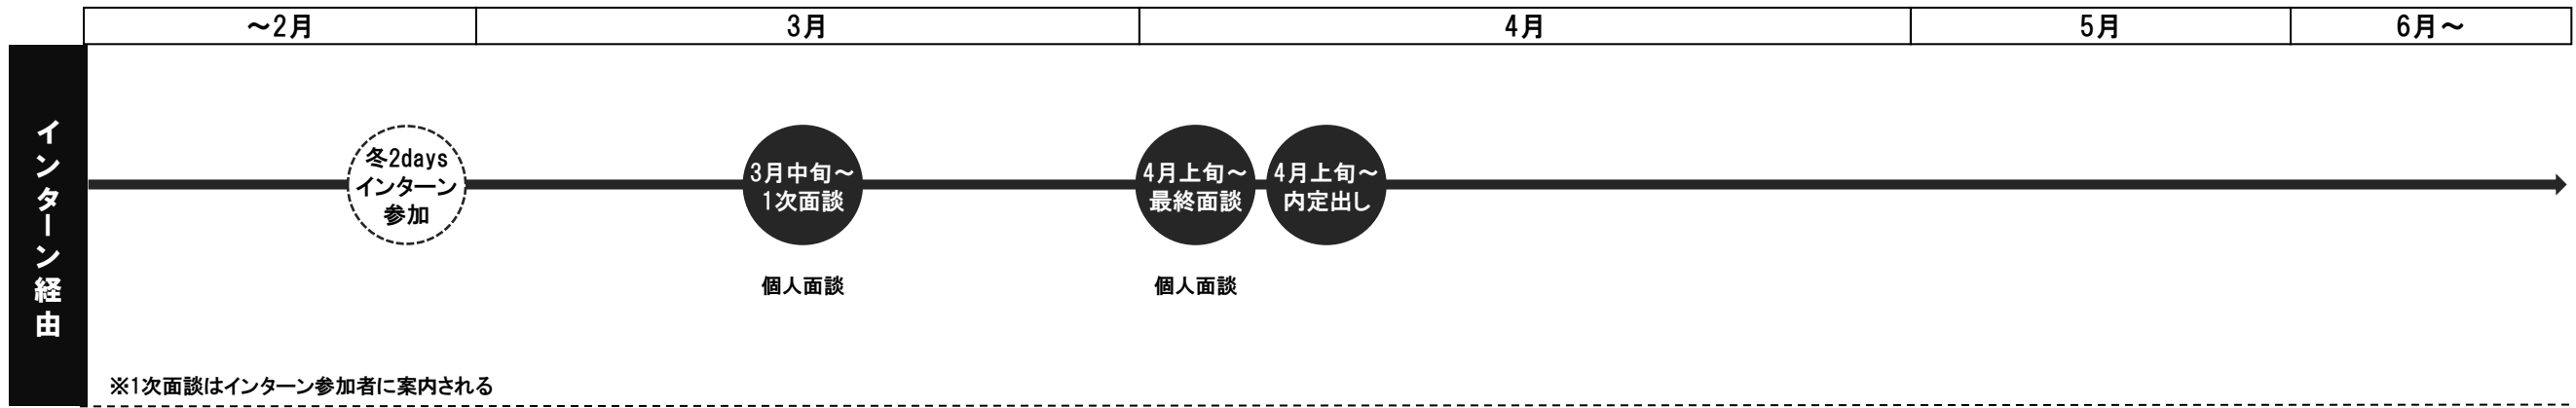 ～2月
3月
4月
5月
6月～
インターン経由
冬2days
インターン
参加
3月中旬～
1次面談
4月上旬～
最終面談
4月上旬～
内定出し
個人面談
個人面談
※1次面談はインターン参加者に案内される